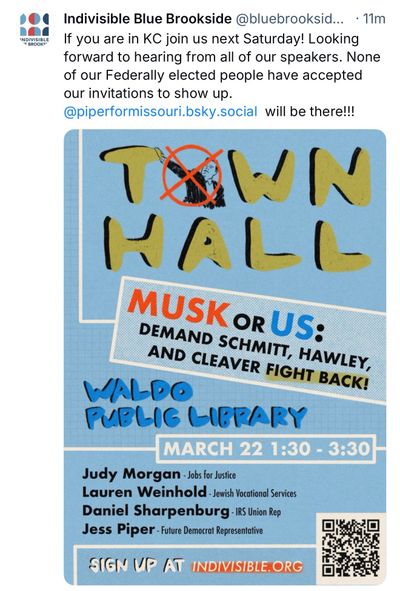 INDIVISIBLE
BROOKSI
Indivisible Blue Brookside @bluebrooksid... · 11m
If you are in KC join us next Saturday! Looking
forward to hearing from all of our speakers. None
of our Federally elected people have accepted
our invitations to show up.
@piperformissouri.bsky.social will be there!!!
TOWN
HALL
MUSK OR US:
DEMAND SCHMITT, HAWLEY,
AND CLEAVER FIGHT BACK!
WALDO
PUBLIC LIBRARY
MARCH 22 1:30 - 3:30
Judy Morgan - Jobs for Justice
Lauren Weinhold - Jewish Vocational Services
Daniel Sharpenburg - IRS Union Rep
Jess Piper - Future Democrat Representative
SIGN UP AT INDIVISIBLE.ORG